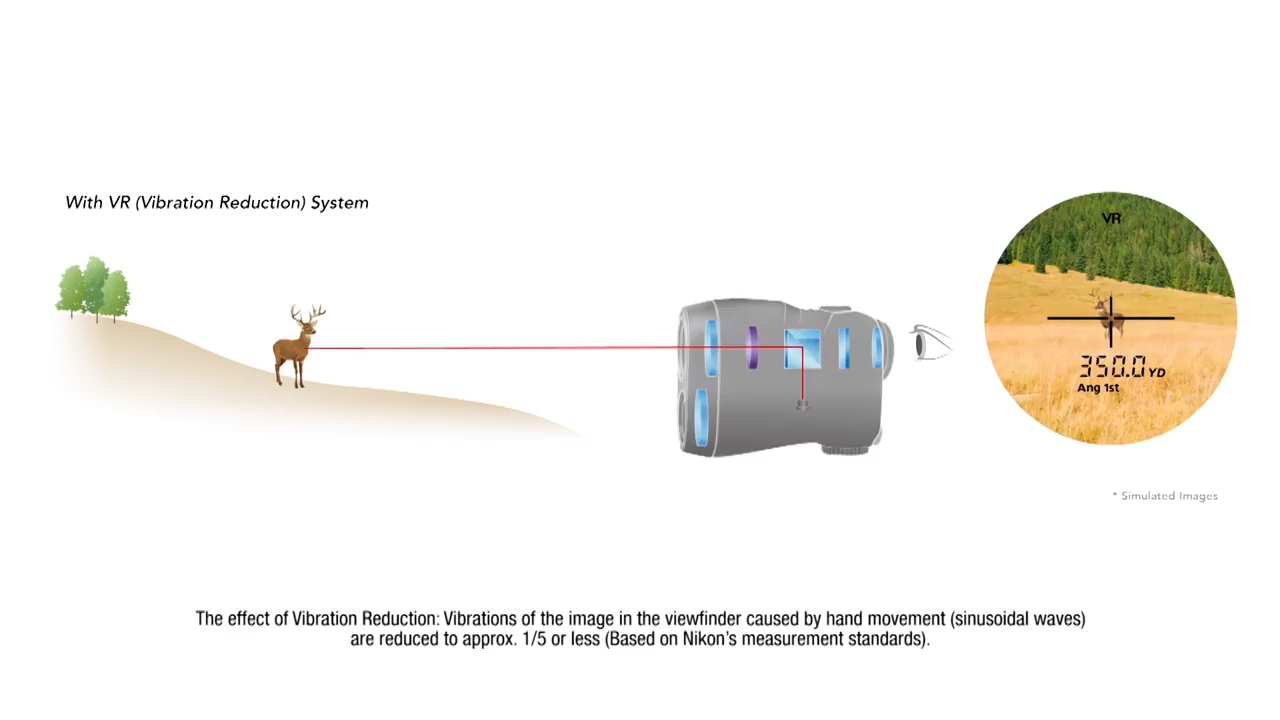 With VR (Vibration Reduction) System
VR
350.0 YD
Ang 1st
* Simulated Images
The effect of Vibration Reduction: Vibrations of the image in the viewfinder caused by hand movement (sinusoidal waves)
are reduced to approx. 1/5 or less (Based on Nikon's measurement standards).